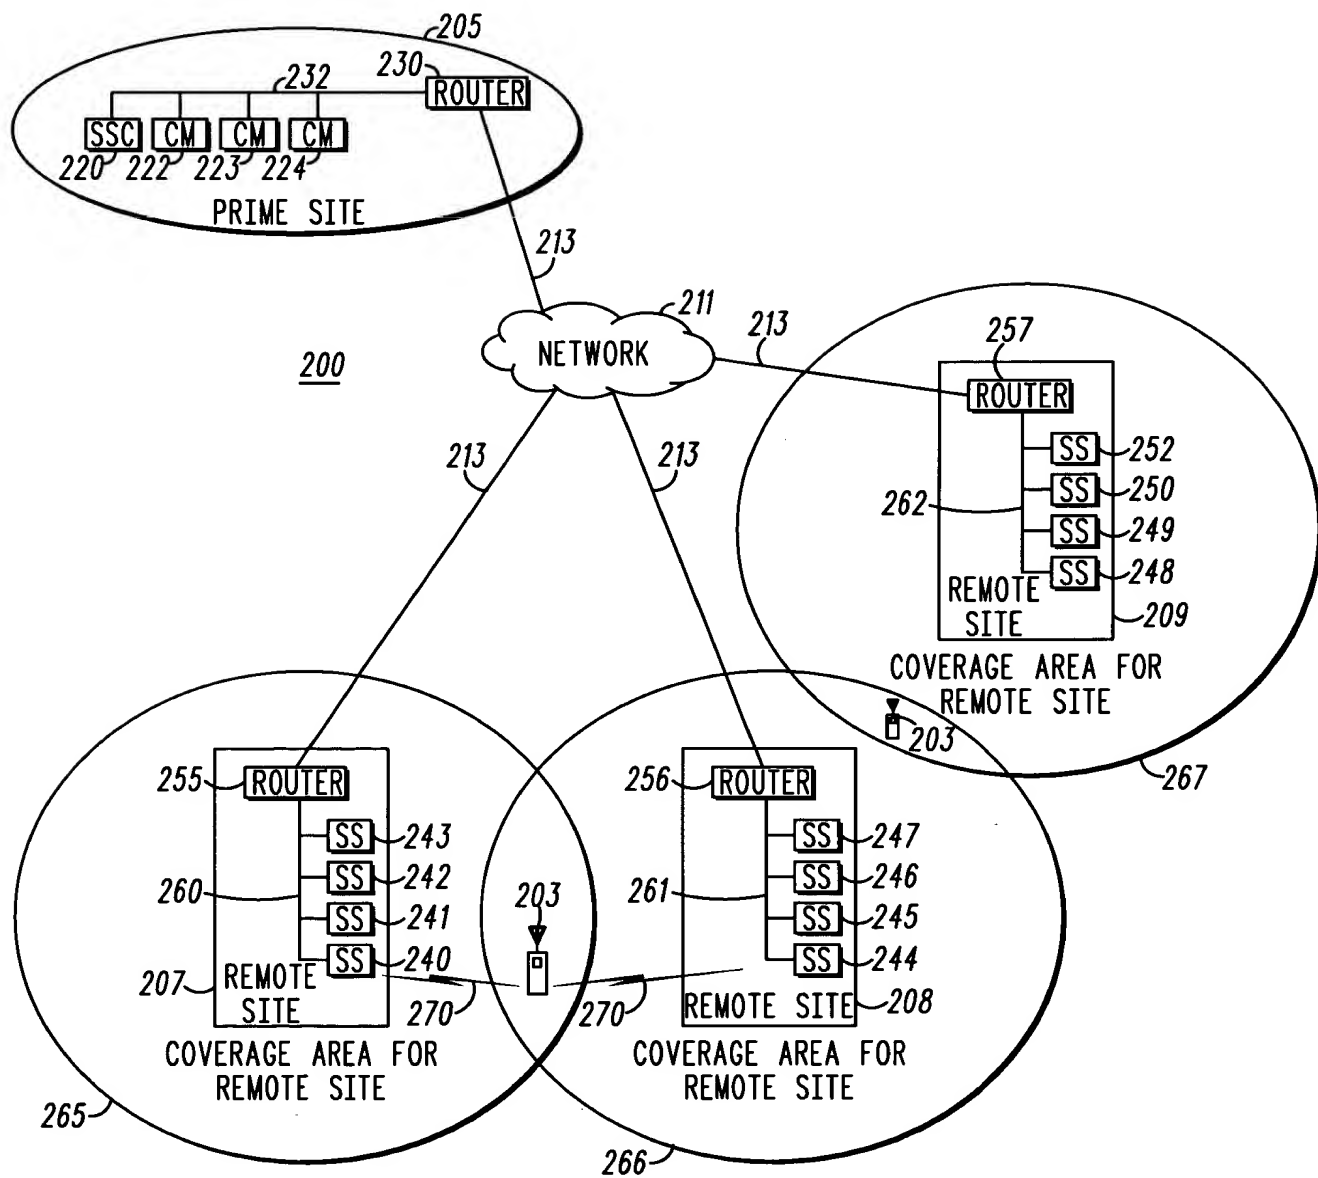 205
232
230
ROUTER
SSC CM CM CM
220 222 223 224
PRIME SITE
213
211
NETWORK
200
213
257
ROUTER
SS 252
SS 250
262
SS 249
SS 248
REMOTE
SITE
209
COVERAGE AREA FOR
REMOTE SITE
203
267
213
213
255
ROUTER
SS 243
SS 242
260
SS 241
SS 240
REMOTE
SITE
207
270
COVERAGE AREA FOR
REMOTE SITE
265
203
256
ROUTER
SS 247
SS 246
261
SS 245
SS 244
270
REMOTE SITE
208
COVERAGE AREA FOR
REMOTE SITE
266